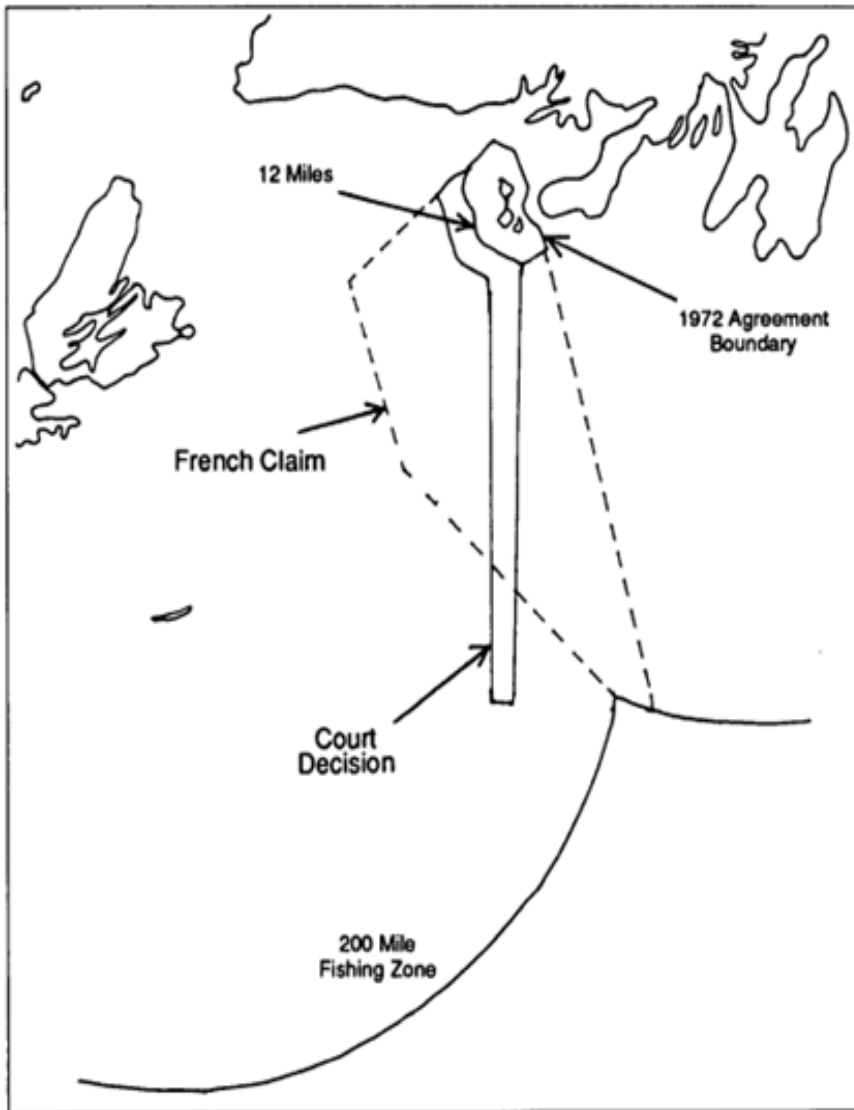 12 Miles
1972 Agreement
Boundary
French Claim
Court
Decision
200 Mile
Fishing Zone